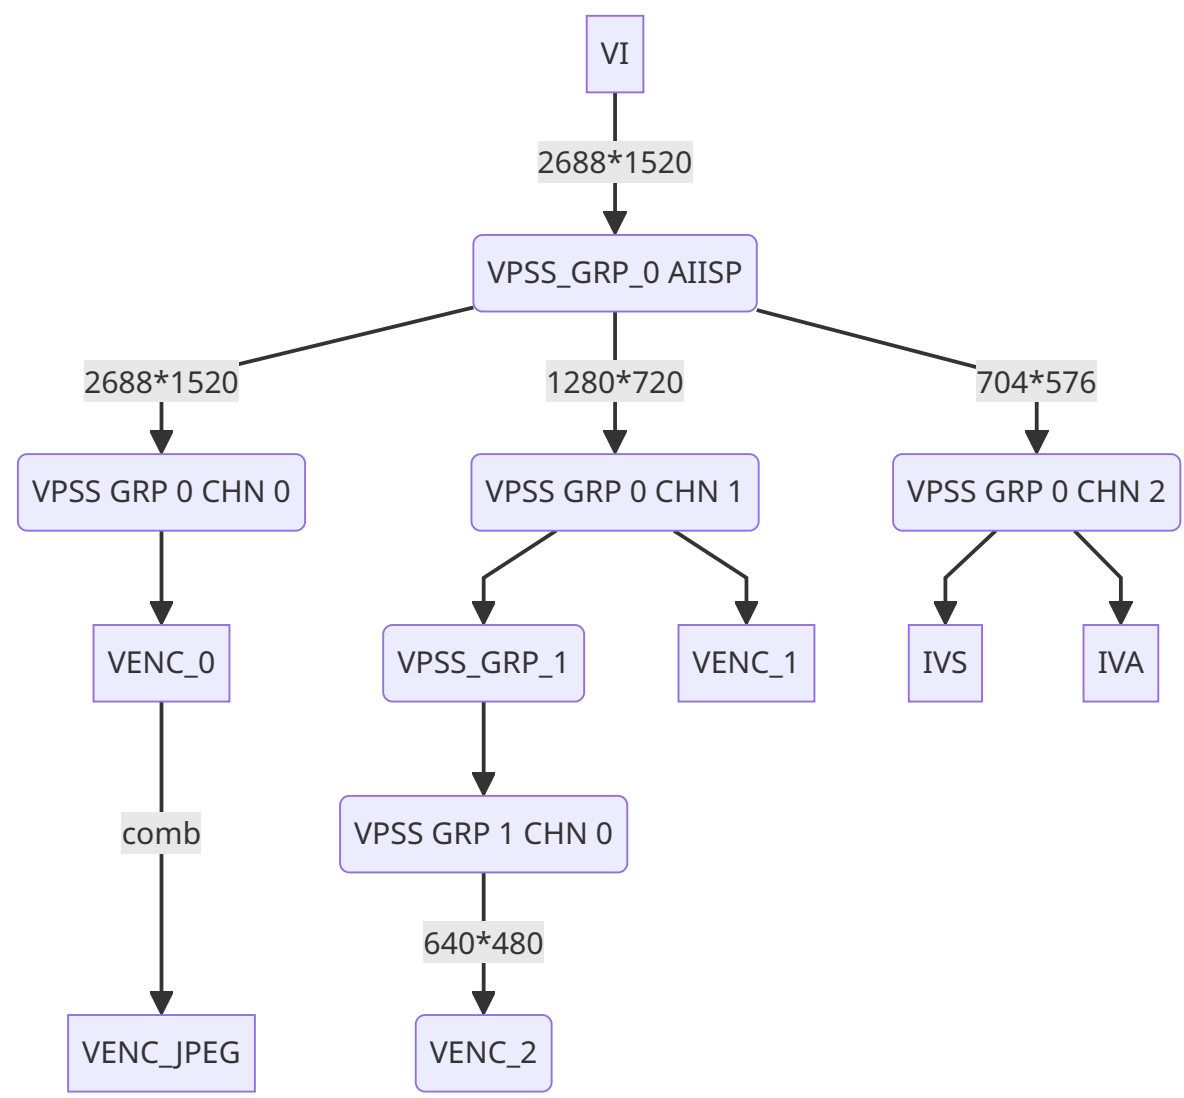 VI
2688*1520
VPSS_GRP_0 AIISP
2688*1520
1280*720
704*576
VPSS GRP 0 CHN 0
VPSS GRP 0 CHN 1
VPSS GRP 0 CHN 2
VENC_0
VPSS_GRP_1
VENC_1
IVS
IVA
comb
VPSS GRP 1 CHN 0
640*480
VENC_JPEG
VENC_2